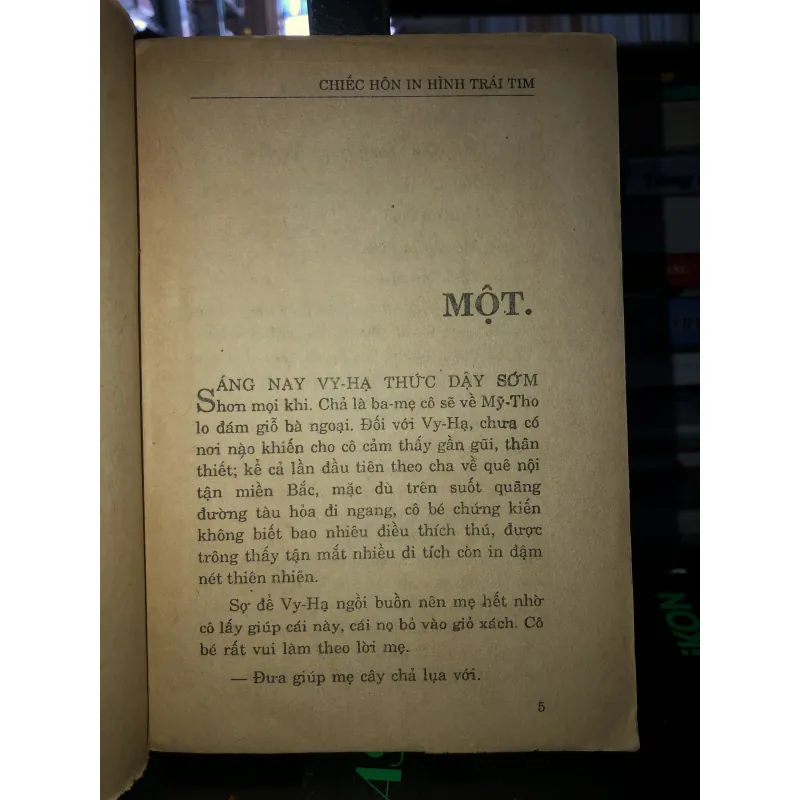 CHIẾC HÔN IN HÌNH TRÁI TIM
MỘT.
SÁNG NAY VY-HẠ THỨC DẬY SỚM
hơn mọi khi. Chả là ba-mẹ cô sẽ về Mỹ-Tho
lo đám giỗ bà ngoại. Đối với Vy-Hạ, chưa có
nơi nào khiến cho cô cảm thấy gần gũi, thân
thiết; kể cả lần đầu tiên theo cha về quê nội
tận miền Bắc, mặc dù trên suốt quãng
đường tàu hỏa đi ngang, cô bé chứng kiến
không biết bao nhiêu điều thích thú, được
trông thấy tận mắt nhiều di tích còn in đậm
nét thiên nhiên.
Sợ để Vy-Hạ ngồi buồn nên mẹ hết nhờ
cô lấy giúp cái này, cái nọ bỏ vào giỏ xách. Cô
bé rất vui làm theo lời mẹ.
— Đưa giúp mẹ cây chả lụa với.
5